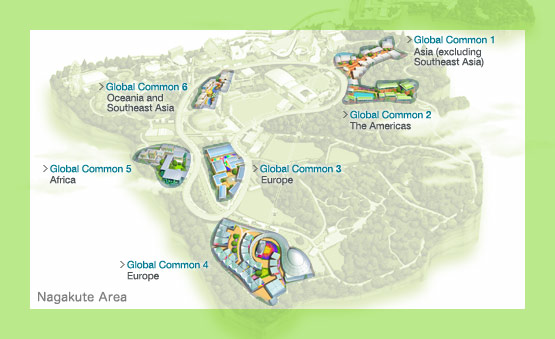 > Global Common 1
Asia (excluding
Southeast Asia)
> Global Common 6
Oceania and
Southeast Asia
> Global Common 2
The Americas
> Global Common 5
Africa
> Global Common 3
Europe
> Global Common 4
Europe
Nagakute Area